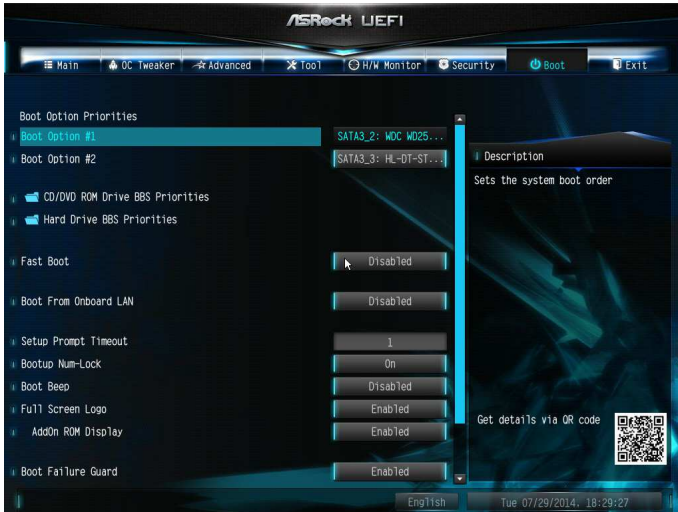 ASRock UEFI
Main OC Tweaker Advanced Tool H/W Monitor Security Boot Exit
Boot Option Priorities
Boot Option #1 SATA3_2: WDC WD25...
Boot Option #2 SATA3_3: HL-DT-ST...
CD/DVD ROM Drive BBS Priorities
Hard Drive BBS Priorities
Fast Boot Disabled
Boot From Onboard LAN Disabled
Setup Prompt Timeout 1
Bootup Num-Lock On
Boot Beep Disabled
Full Screen Logo Enabled
AddOn ROM Display Enabled
Boot Failure Guard Enabled
Description
Sets the system boot order
Get details via QR code
English Tue 07/29/2014. 18:29:27